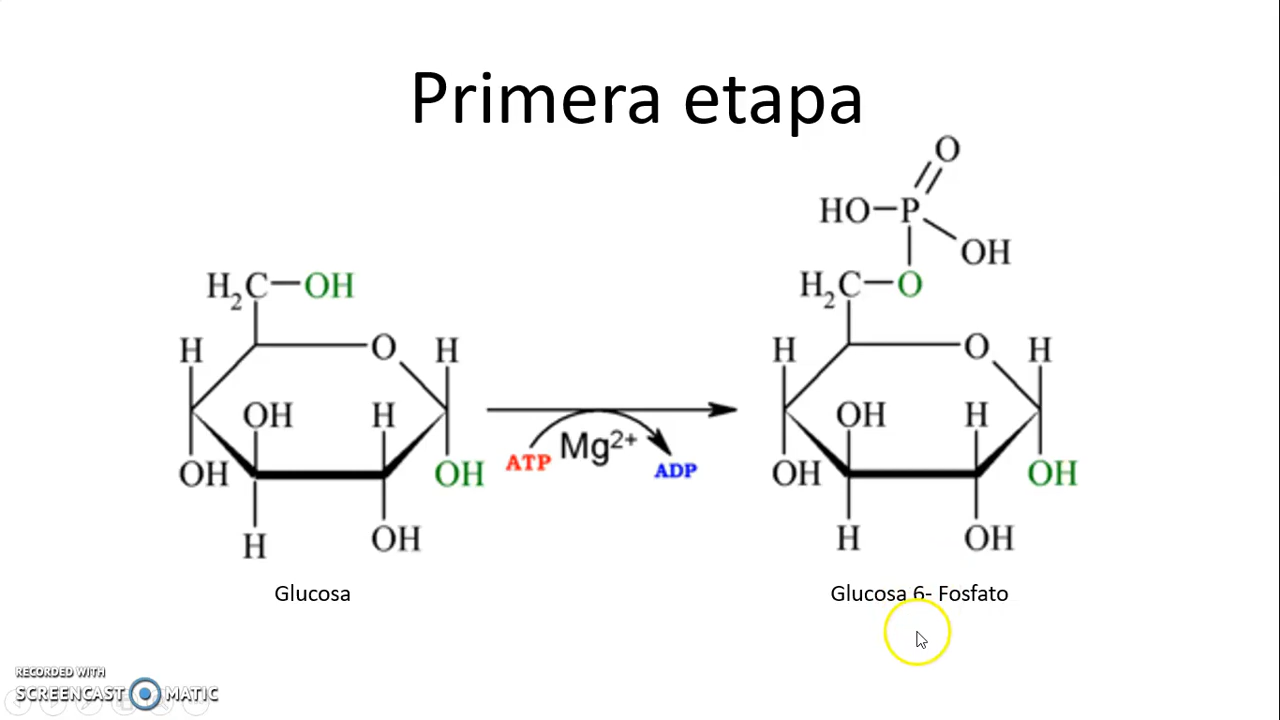 Primera etapa
O
HO P
OH
H₂C OH
H₂C O
H O H
H O H
OH H
OH H
Mg²⁺
ATP ADP
OH OH
OH OH
H OH
H OH
Glucosa
Glucosa 6- Fosfato
RECORDED WITH
SCREENCAST MATIC